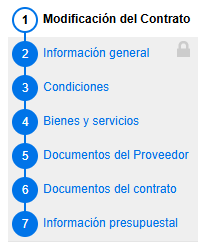 1 Modificación del Contrato
2 Información general
3 Condiciones
4 Bienes y servicios
5 Documentos del Proveedor
6 Documentos del contrato
7 Información presupuestal